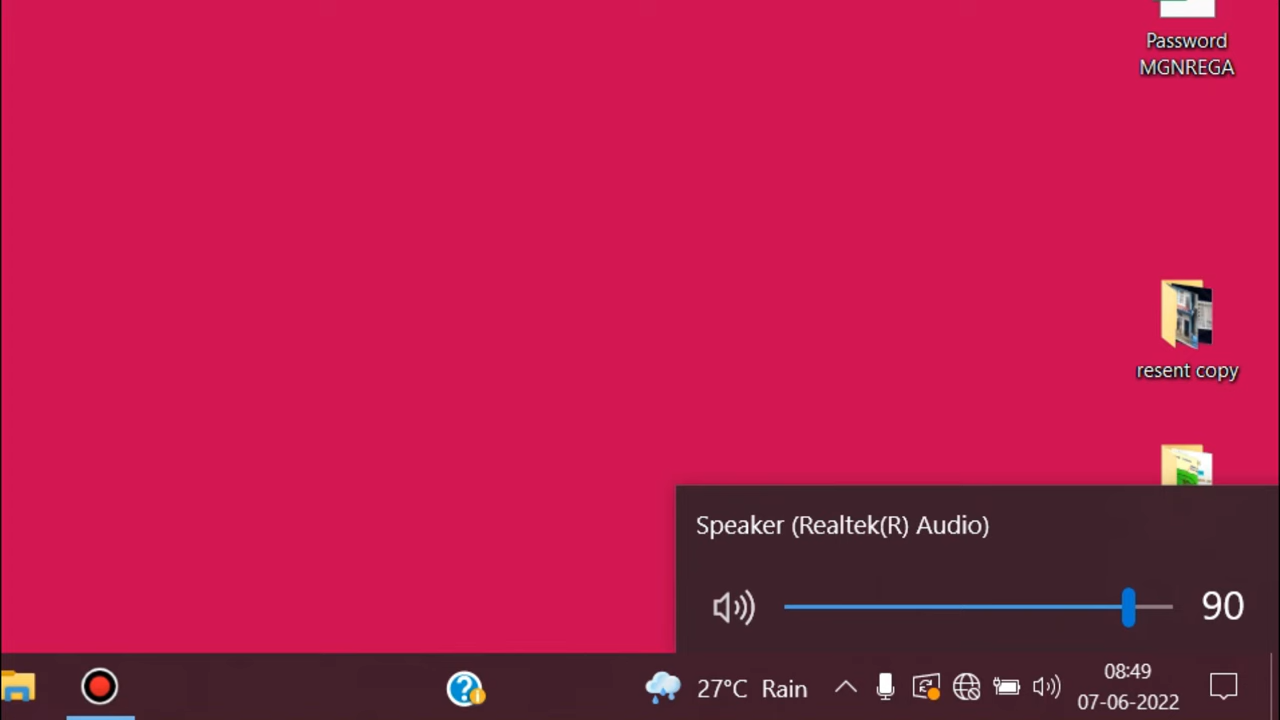 Password
MGNREGA
resent copy
Speaker (Realtek(R) Audio)
90
27°C Rain
08:49
07-06-2022